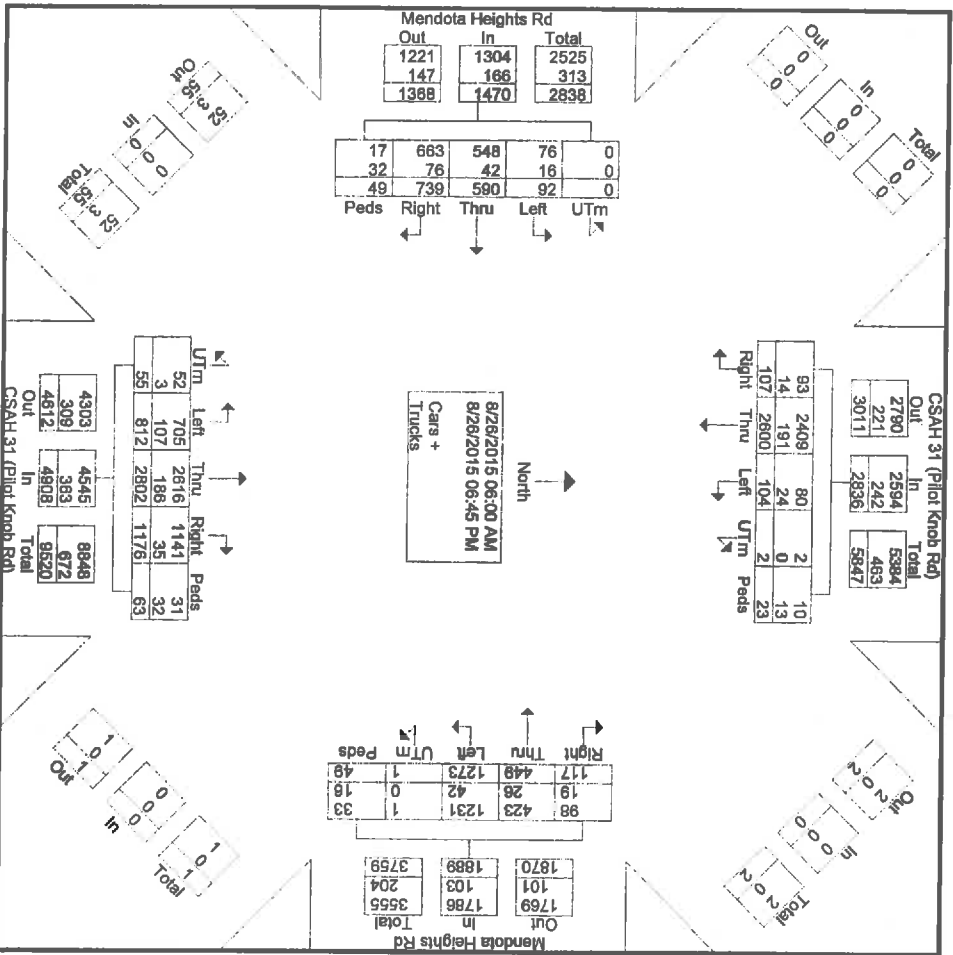 Mendota Heights Rd
Out In Total
1221 1304 2525
147 166 313
1368 1470 2838
17 663 548 76 0
32 76 42 16 0
49 739 590 92 0
Peds Right Thru Left UTrn
Out In Total
0 0 0
0 0 0
0 0 0
Out In Total
52 0 52
3 0 3
55 0 55
CSAH 31 (Pilot Knob Rd)
Out In Total
2790 2594 5384
221 242 463
3011 2836 5847
93 2409 80 2 10
14 191 24 0 13
107 2600 104 2 23
Right Thru Left UTrn Peds
North
8/26/2015 06:00 AM
8/26/2015 06:45 PM
Cars +
Trucks
UTrn Left Thru Right Peds
52 705 2616 1141 31
3 107 186 35 32
55 812 2802 1176 63
4303 4545 8848
309 383 672
4612 4908 9520
Out In Total
CSAH 31 (Pilot Knob Rd)
Right Thru Left UTrn Peds
117 449 1273 1 49
19 26 42 0 16
98 423 1231 1 33
1870 1889 3759
101 103 204
1769 1786 3555
Out In Total
Mendota Heights Rd
Out In Total
1 0 1
0 0 0
1 0 1
Out In Total
2 0 2
0 0 0
2 0 2